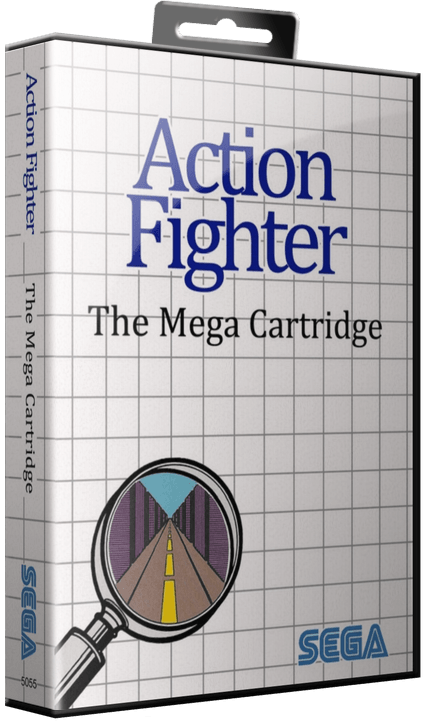 Action
Fighter
The Mega Cartridge
SEGA
Action Fighter
The Mega Cartridge
SEGA
5055